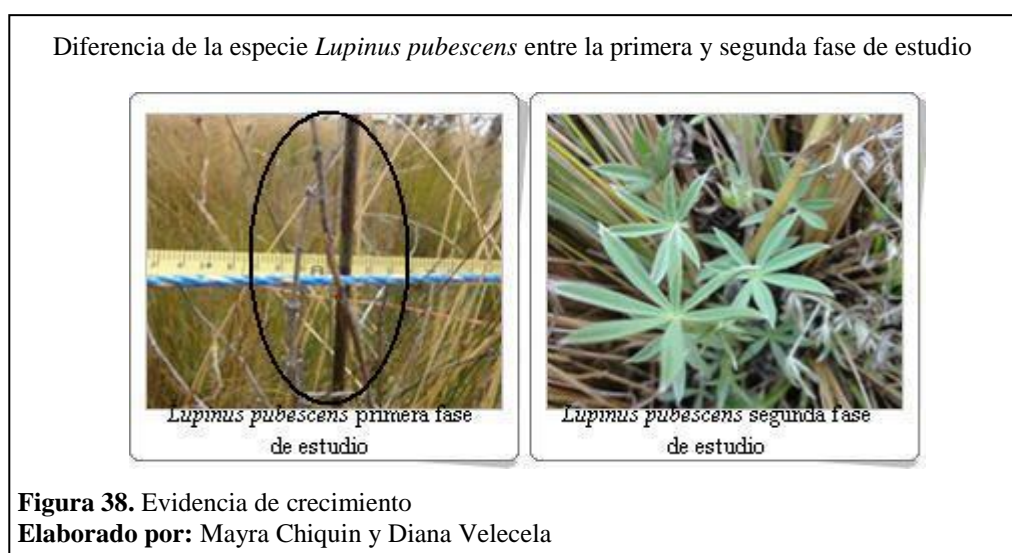 Diferencia de la especie Lupinus pubescens entre la primera y segunda fase de estudio
Lupinus pubescens primera fase
de estudio
Lupinus pubescens segunda fase
de estudio
Figura 38. Evidencia de crecimiento
Elaborado por: Mayra Chiquin y Diana Velecela